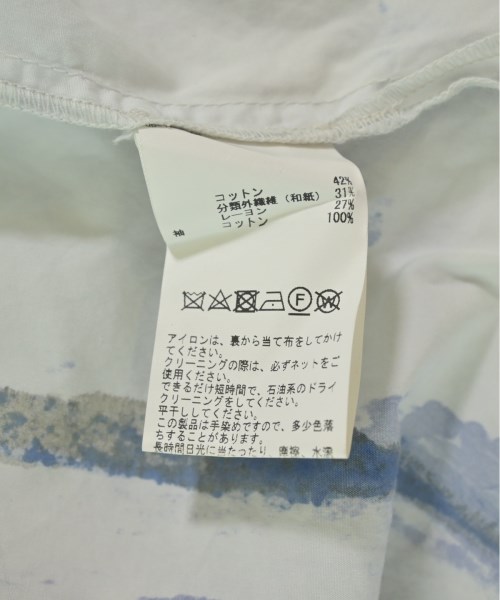 コットン 42%
分類外繊維（和紙） 31%
レーヨン 27%
袖 コットン 100%
F W
アイロンは、裏から当て布をしてかけ
てください。
クリーニングの際は、必ずネットをご
使用ください。
できるだけ短時間で、石油系のドライ
クリーニングをしてください。
平干ししてください。
この製品は手染めですので、多少色落
ちすることがあります。
長時間日光に当たったり、摩擦、水濡